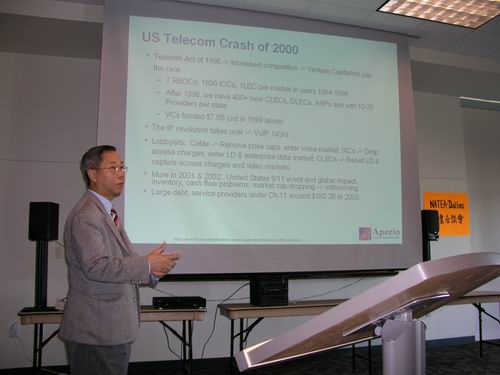 US Telecom Crash of 2000
• Telecom Act of 1996 -> Increased competition -> Venture Capitalists join
the race
– 7 RBOCs, 1800 IOCs, 1LEC per market in years 1984-1996
– After 1996, we have 400+ new CLECs, DLECs, ASPs and with 10-20
Providers per state
– VCs funded $7.5B just in 1999 alone!
• The IP revolution takes over -> VoIP, NGN ...
• Lobbyists: Cable -> Remove price caps, enter voice market; IXCs -> Drop
access charges, enter LD & enterprise data market; CLECs -> Resell LD &
capture access charges and video markets
• More in 2001 & 2002: United States 9/11 event and global impact,
inventory, cash flow problems, market cap dropping -> outsourcing
• Large debt, service providers under Ch.11 around $193.2B in 2003.
Aperio
NATEA-Dallas
座談會